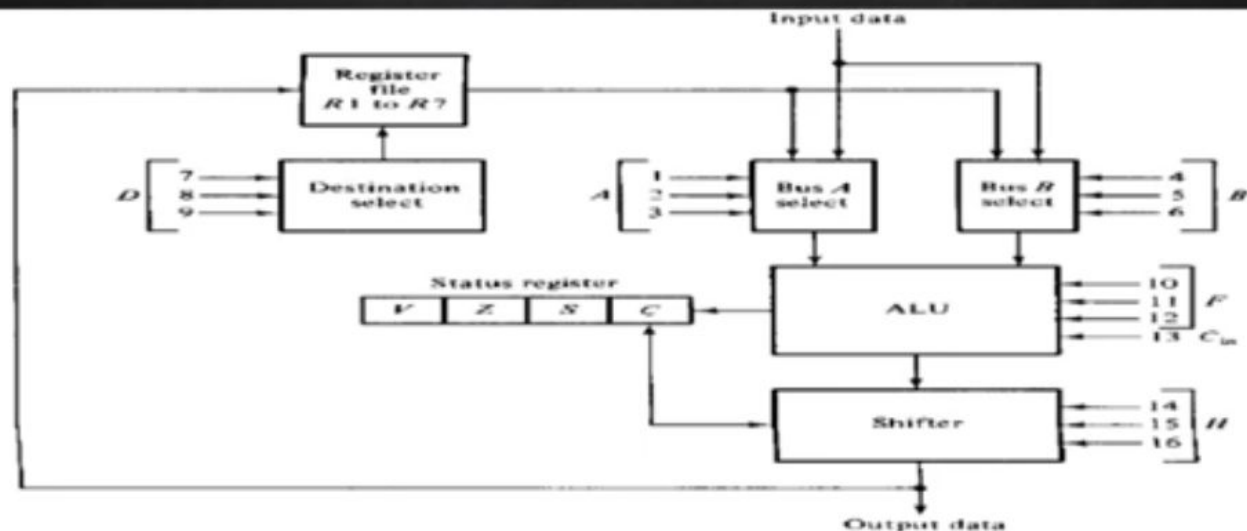 Input data
Register
file
R1 to R7
D
7
8
9
Destination
select
A
1
2
3
Bus A
select
Bus B
select
4
5
6
B
Status register
V Z S C
ALU
10
11
12
F
13 Cin
Shifter
14
15
16
H
Output data